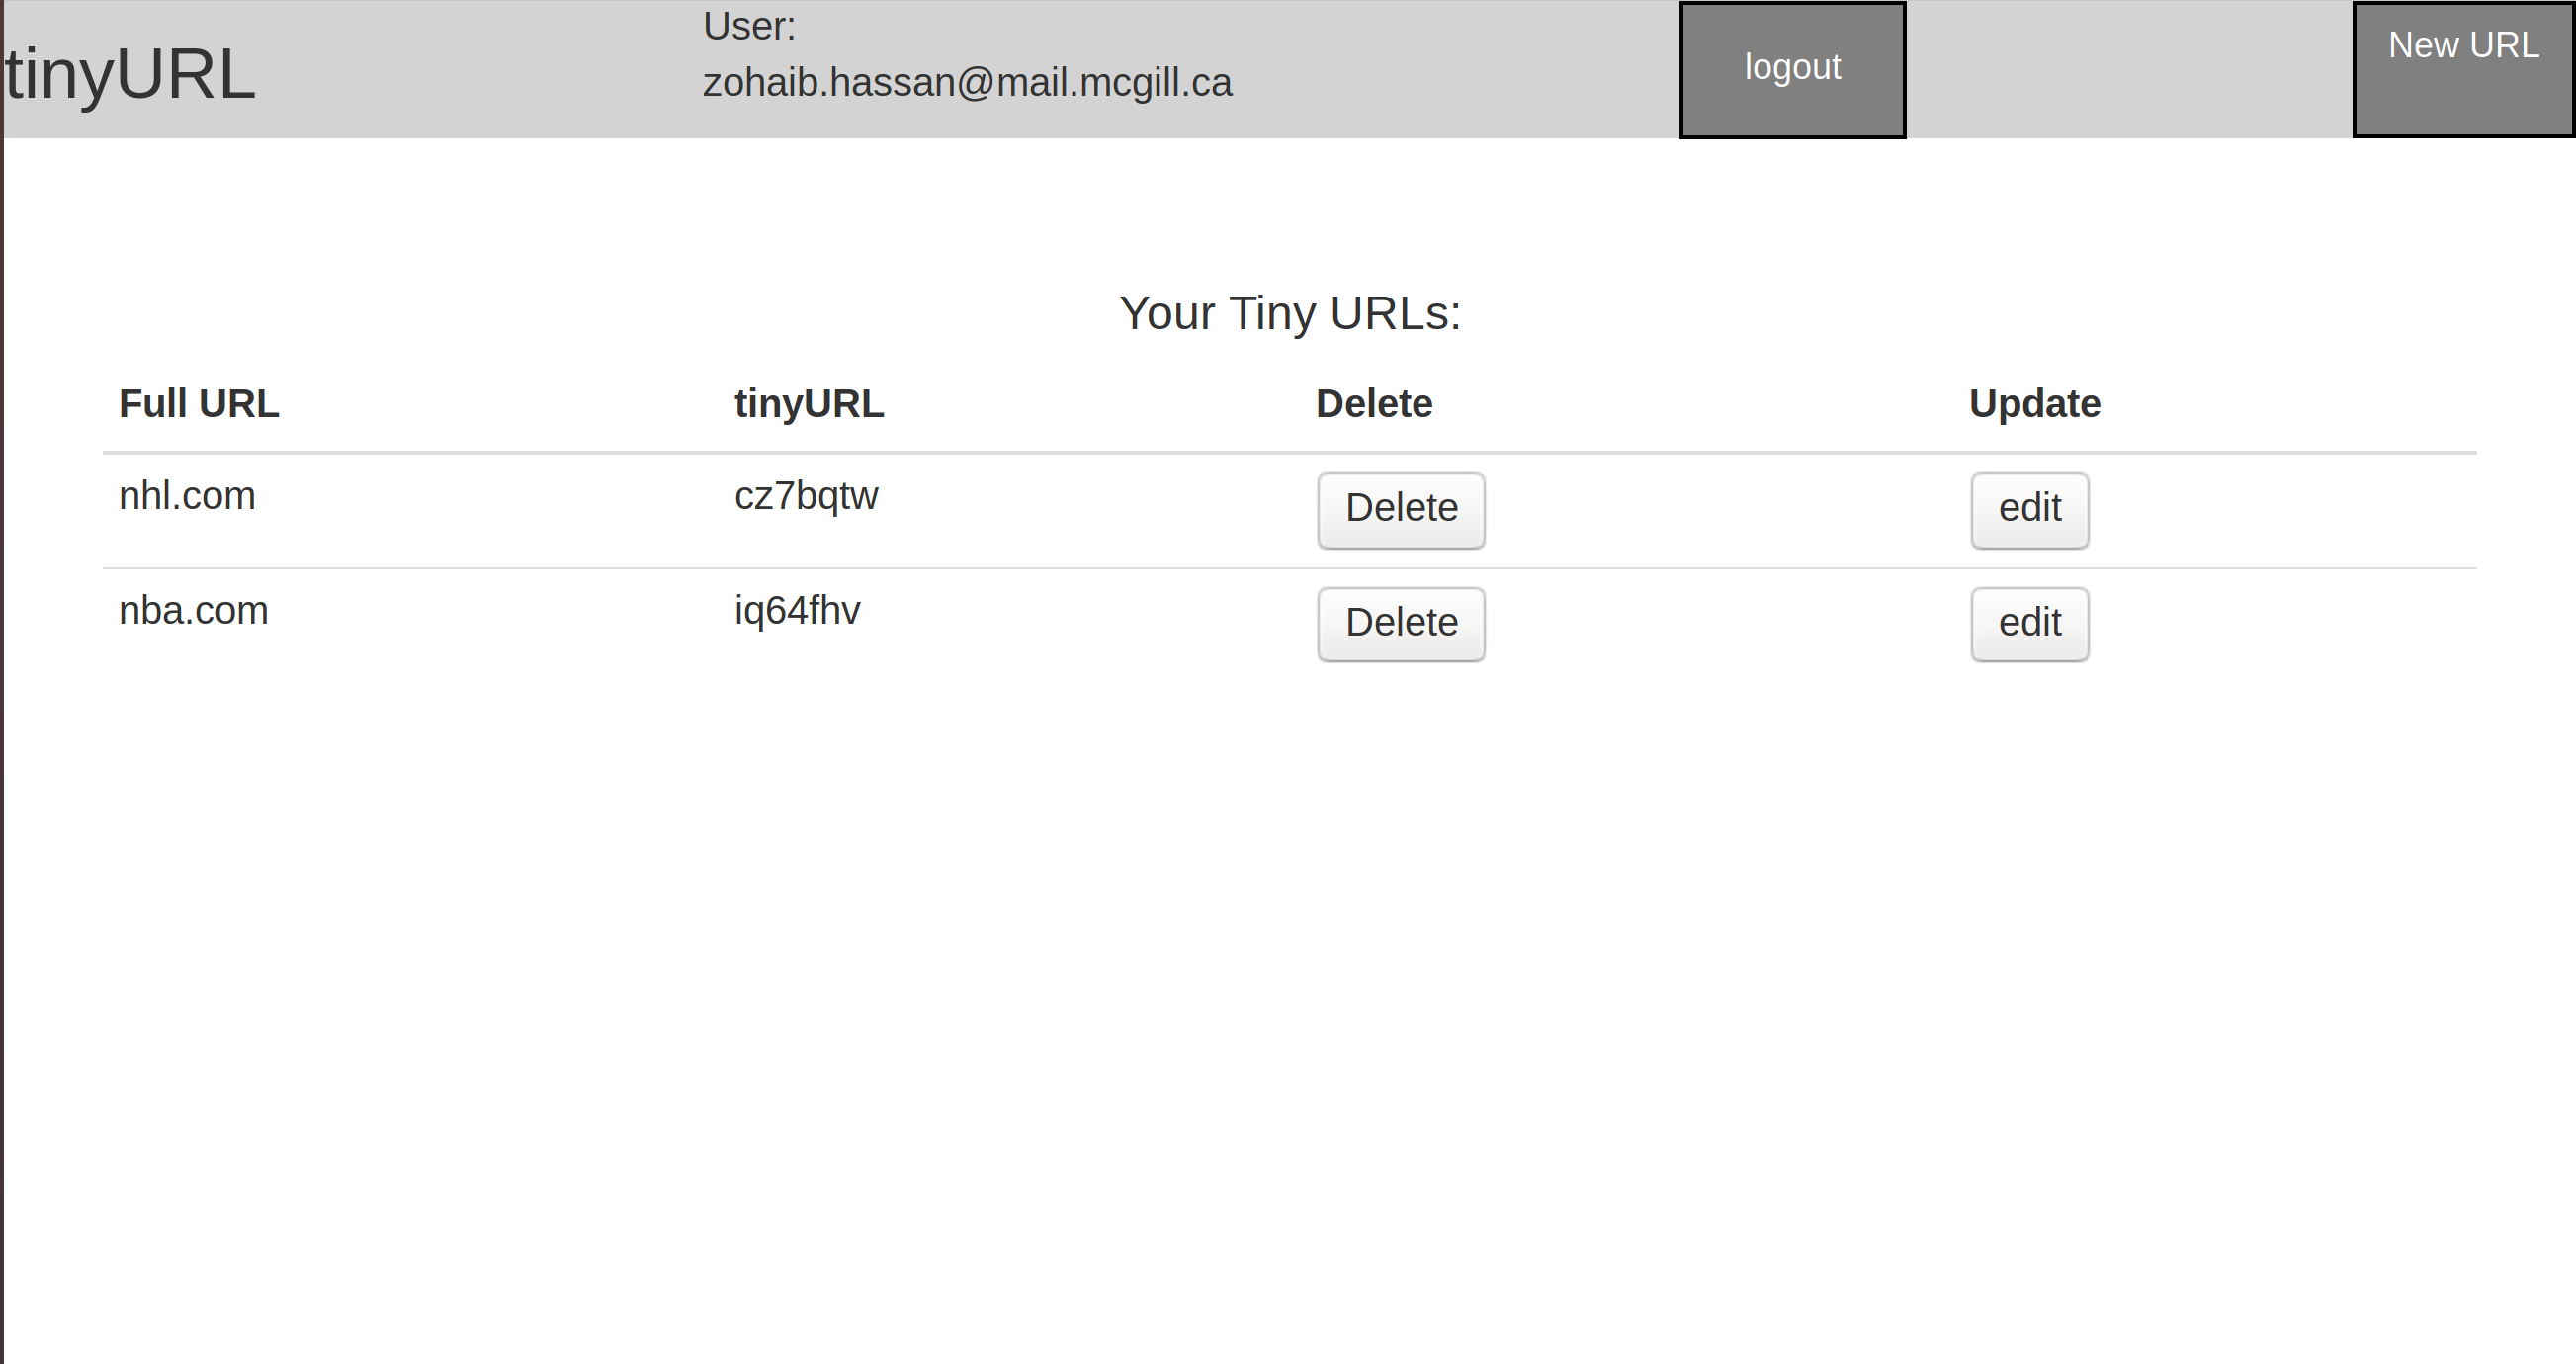 tinyURL
User:
zohaib.hassan@mail.mcgill.ca
logout
New URL
Your Tiny URLs:
Full URL tinyURL Delete Update
nhl.com cz7bqtw Delete edit
nba.com iq64fhv Delete edit